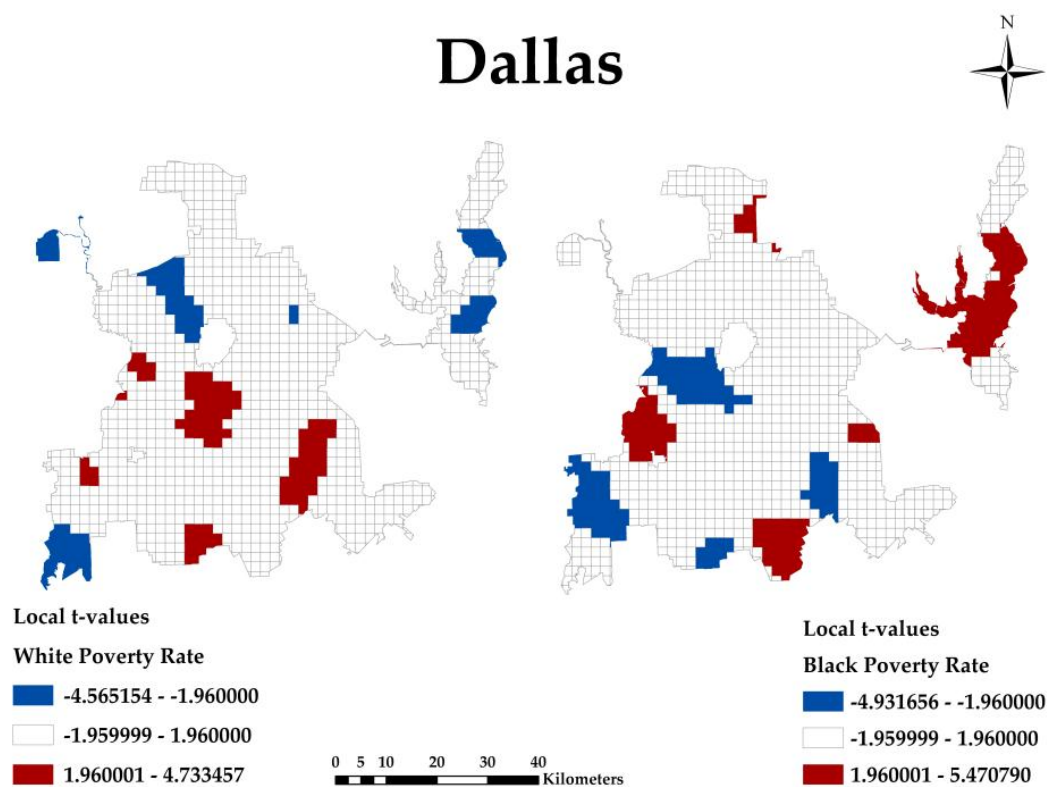 Dallas
N
Local t-values
White Poverty Rate
-4.565154 - -1.960000
-1.959999 - 1.960000
1.960001 - 4.733457
0 5 10 20 30 40
Kilometers
Local t-values
Black Poverty Rate
-4.931656 - -1.960000
-1.959999 - 1.960000
1.960001 - 5.470790